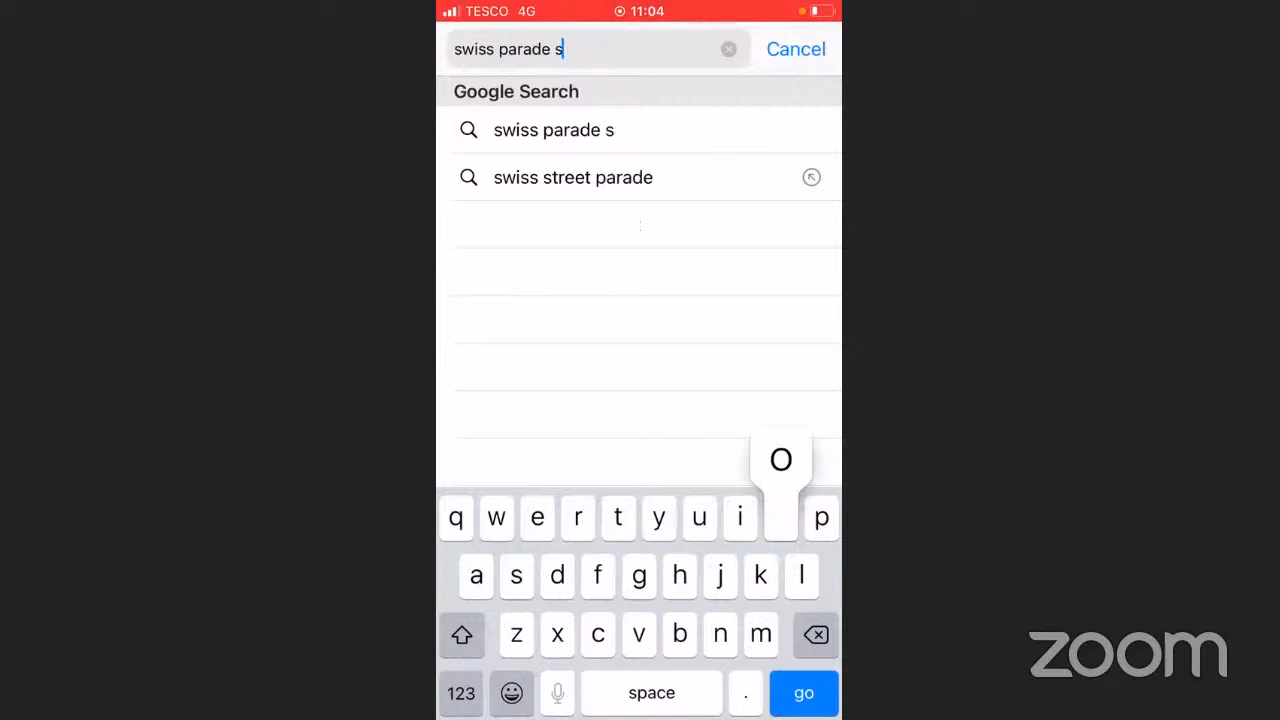 TESCO 4G 11:04
swiss parade s Cancel
Google Search
swiss parade s
swiss street parade
O
q w e r t y u i p
a s d f g h j k l
z x c v b n m
123 space . go
zoom